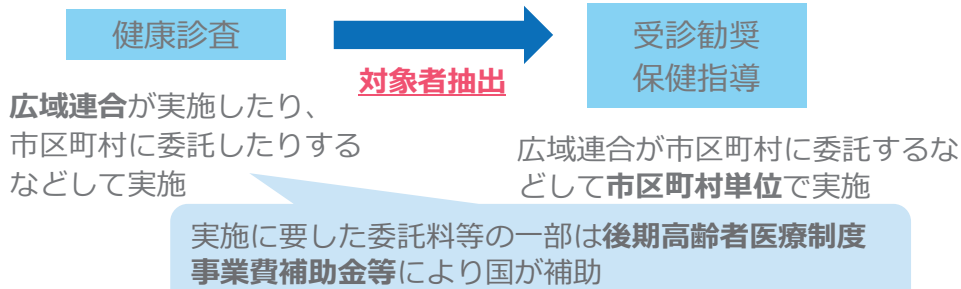 健康診査
対象者抽出
受診勧奨
保健指導
広域連合が実施したり、
市区町村に委託したりする
などして実施
広域連合が市区町村に委託するな
どして市区町村単位で実施
実施に要した委託料等の一部は後期高齢者医療制度
事業費補助金等により国が補助